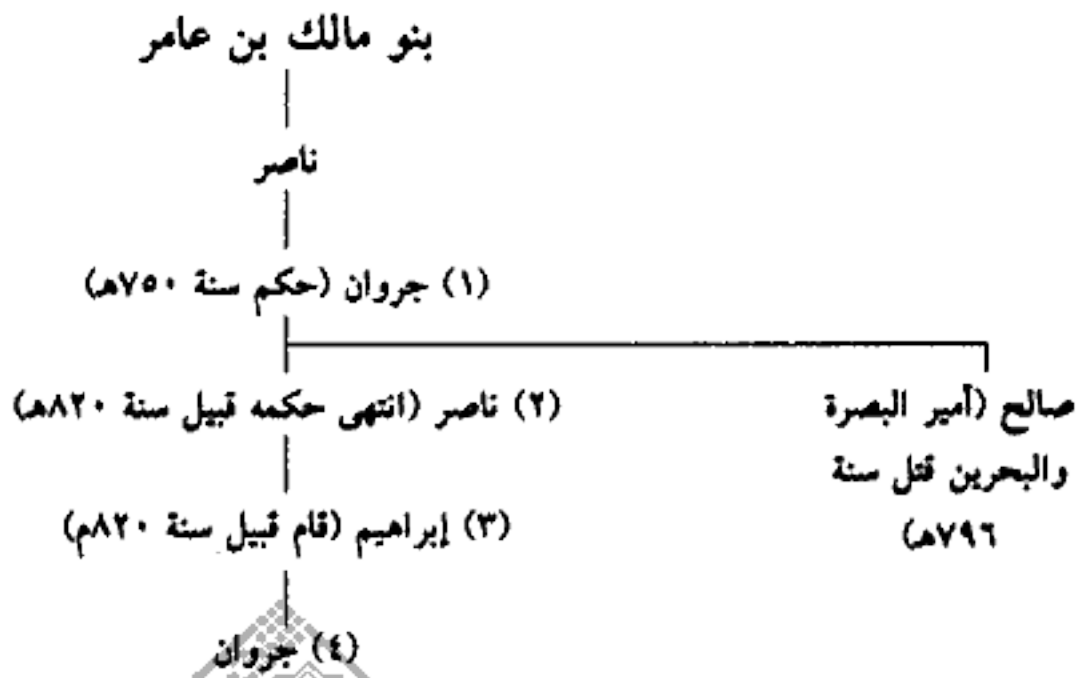 بنو مالك بن عامر
ناصر
(١) جروان (حكم سنة ٧٥٠هـ)
(٢) ناصر (انتهى حكمه قبيل سنة ٨٢٠هـ)
صالح (أمير البصرة
والبحرين قتل سنة
٧٩٦هـ)
(٣) إبراهيم (قام قبيل سنة ٨٢٠م)
(٤) جروان